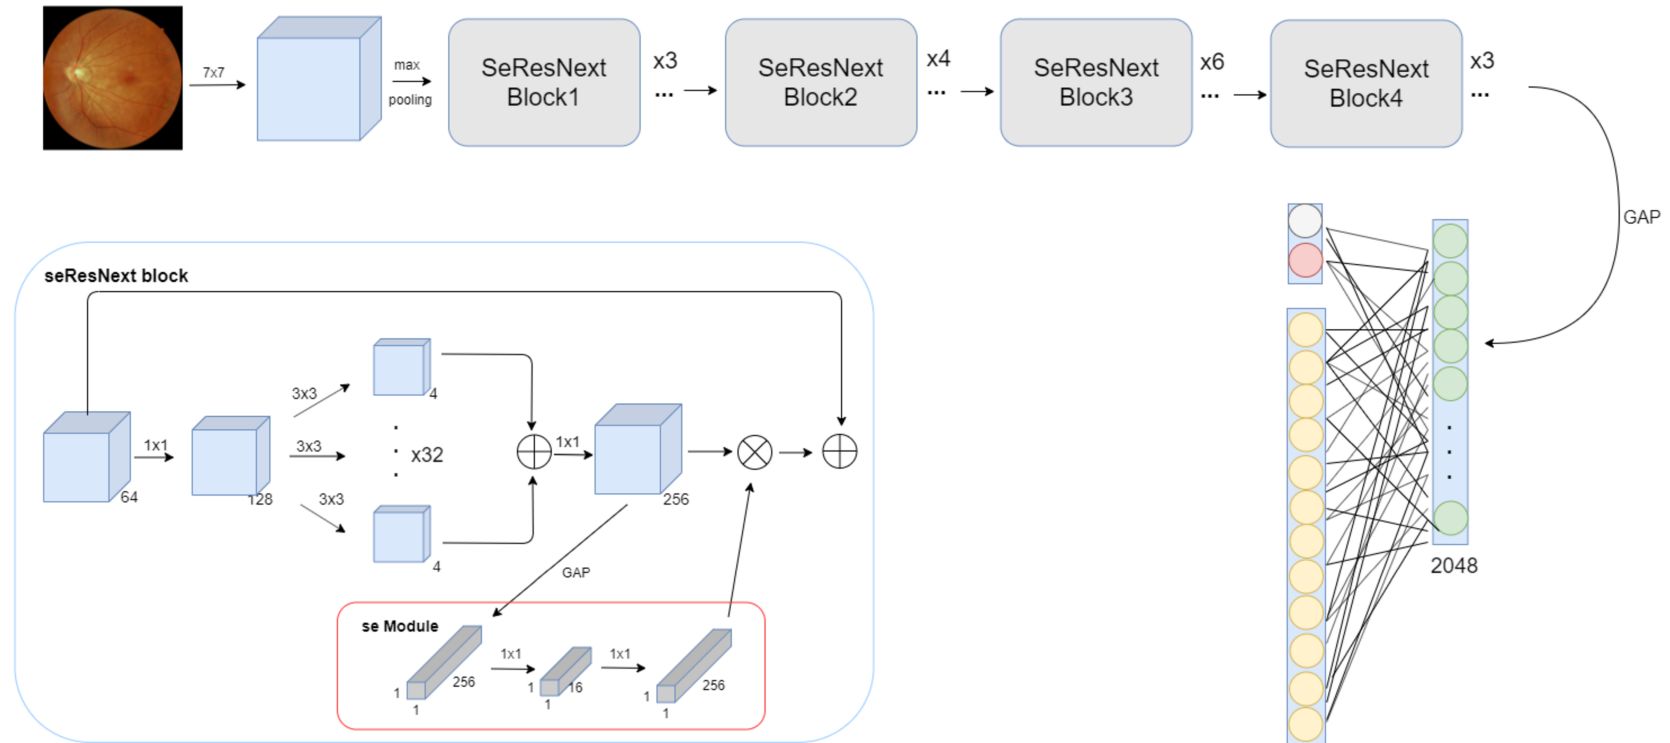 7x7
max
pooling
SeResNext
Block1
x3
...
SeResNext
Block2
x4
...
SeResNext
Block3
x6
...
SeResNext
Block4
x3
...
GAP
2048
seResNext block
64
1x1
128
3x3
3x3
3x3
4
x32
4
1x1
256
GAP
se Module
1
1
256
1x1
1
1
16
1x1
1
1
256